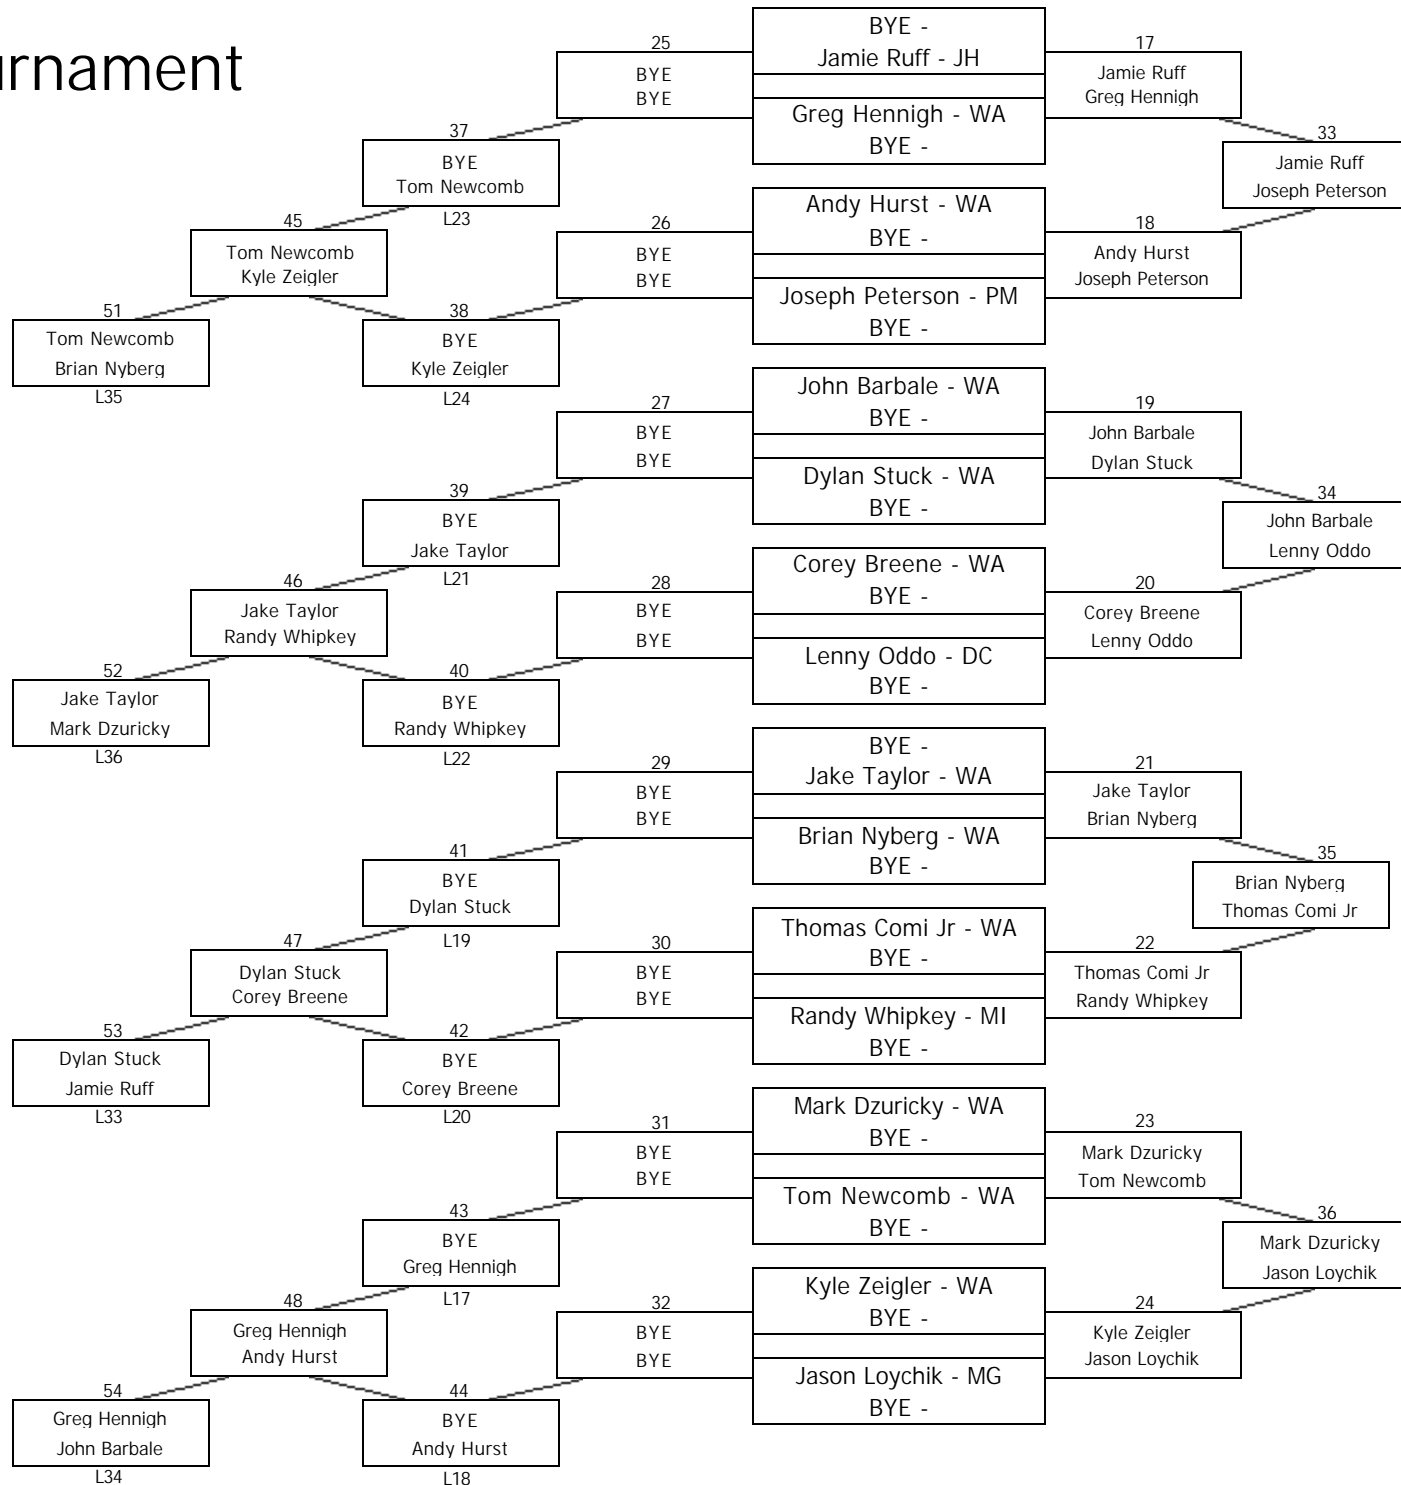 urnament
BYE -
Jamie Ruff - JH
Greg Hennigh - WA
BYE -
Andy Hurst - WA
BYE -
Joseph Peterson - PM
BYE -
John Barbale - WA
BYE -
Dylan Stuck - WA
BYE -
Corey Breene - WA
BYE -
Lenny Oddo - DC
BYE -
BYE -
Jake Taylor - WA
Brian Nyberg - WA
BYE -
Thomas Comi Jr - WA
BYE -
Randy Whipkey - MI
BYE -
Mark Dzuricky - WA
BYE -
Tom Newcomb - WA
BYE -
Kyle Zeigler - WA
BYE -
Jason Loychik - MG
BYE -
17
Jamie Ruff
Greg Hennigh
18
Andy Hurst
Joseph Peterson
19
John Barbale
Dylan Stuck
20
Corey Breene
Lenny Oddo
21
Jake Taylor
Brian Nyberg
22
Thomas Comi Jr
Randy Whipkey
23
Mark Dzuricky
Tom Newcomb
24
Kyle Zeigler
Jason Loychik
33
Jamie Ruff
Joseph Peterson
34
John Barbale
Lenny Oddo
35
Brian Nyberg
Thomas Comi Jr
36
Mark Dzuricky
Jason Loychik
25
BYE
BYE
26
BYE
BYE
27
BYE
BYE
28
BYE
BYE
29
BYE
BYE
30
BYE
BYE
31
BYE
BYE
32
BYE
BYE
37
BYE
Tom Newcomb
L23
38
BYE
Kyle Zeigler
L24
39
BYE
Jake Taylor
L21
40
BYE
Randy Whipkey
L22
41
BYE
Dylan Stuck
L19
42
BYE
Corey Breene
L20
43
BYE
Greg Hennigh
L17
44
BYE
Andy Hurst
L18
45
Tom Newcomb
Kyle Zeigler
46
Jake Taylor
Randy Whipkey
47
Dylan Stuck
Corey Breene
48
Greg Hennigh
Andy Hurst
51
Tom Newcomb
Brian Nyberg
L35
52
Jake Taylor
Mark Dzuricky
L36
53
Dylan Stuck
Jamie Ruff
L33
54
Greg Hennigh
John Barbale
L34